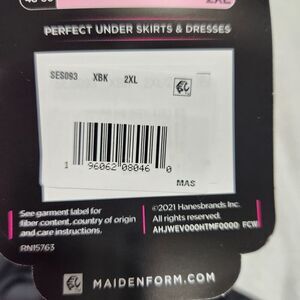 2XL
PERFECT UNDER SKIRTS & DRESSES
SES093 XBK 2XL
1 96062 08046 0
MAS
See garment label for
fiber content, country of origin
and care instructions.
RN15763
©2021 Hanesbrands Inc.
All rights reserved.
AHJWEV000HTMF0000 FCW
MAIDENFORM.COM